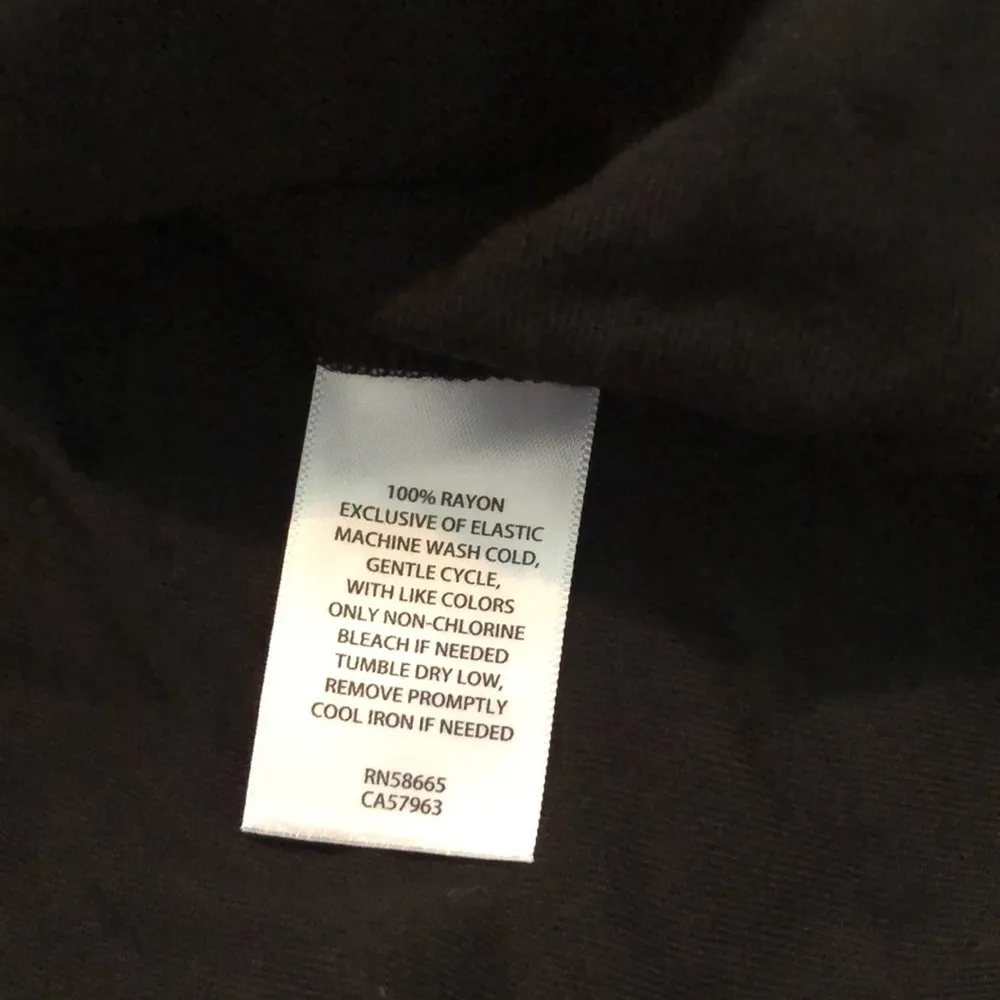 100% RAYON
EXCLUSIVE OF ELASTIC
MACHINE WASH COLD,
GENTLE CYCLE,
WITH LIKE COLORS
ONLY NON-CHLORINE
BLEACH IF NEEDED
TUMBLE DRY LOW,
REMOVE PROMPTLY
COOL IRON IF NEEDED
RN58665
CA57963